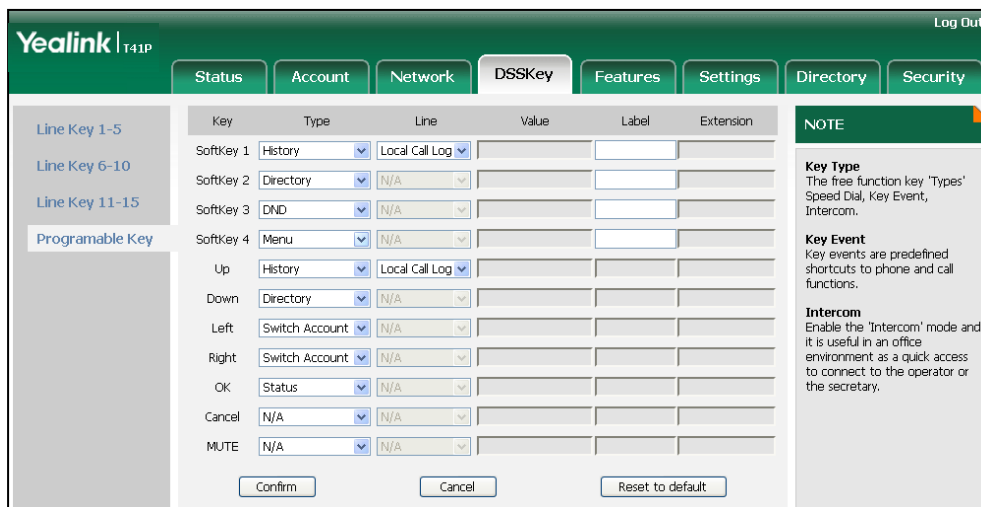 Log Out
Yealink | T41P
Status Account Network DSSKey Features Settings Directory Security
Line Key 1-5
Line Key 6-10
Line Key 11-15
Programable Key
Key Type Line Value Label Extension
SoftKey 1 History Local Call Log
SoftKey 2 Directory N/A
SoftKey 3 DND N/A
SoftKey 4 Menu N/A
Up History Local Call Log
Down Directory N/A
Left Switch Account N/A
Right Switch Account N/A
OK Status N/A
Cancel N/A N/A
MUTE N/A N/A
Confirm Cancel Reset to default
NOTE
Key Type
The free function key 'Types'
Speed Dial, Key Event,
Intercom.
Key Event
Key events are predefined
shortcuts to phone and call
functions.
Intercom
Enable the 'Intercom' mode and
it is useful in an office
environment as a quick access
to connect to the operator or
the secretary.